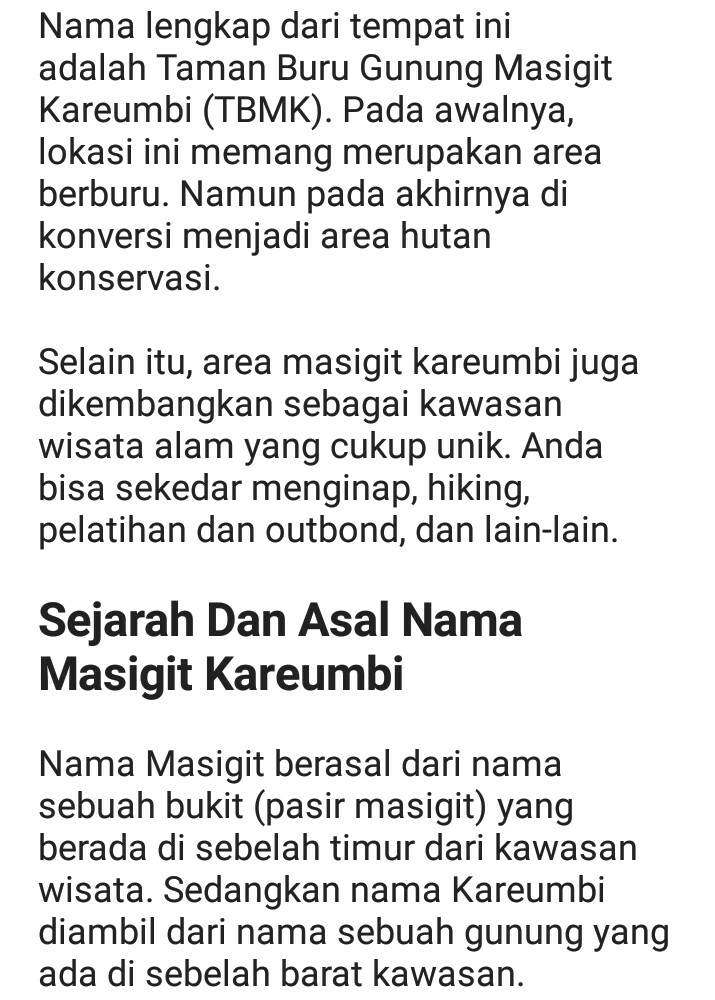 Nama lengkap dari tempat ini
adalah Taman Buru Gunung Masigit
Kareumbi (TBMK). Pada awalnya,
lokasi ini memang merupakan area
berburu. Namun pada akhirnya di
konversi menjadi area hutan
konservasi.
Selain itu, area masigit kareumbi juga
dikembangkan sebagai kawasan
wisata alam yang cukup unik. Anda
bisa sekedar menginap, hiking,
pelatihan dan outbond, dan lain-lain.
Sejarah Dan Asal Nama
Masigit Kareumbi
Nama Masigit berasal dari nama
sebuah bukit (pasir masigit) yang
berada di sebelah timur dari kawasan
wisata. Sedangkan nama Kareumbi
diambil dari nama sebuah gunung yang
ada di sebelah barat kawasan.